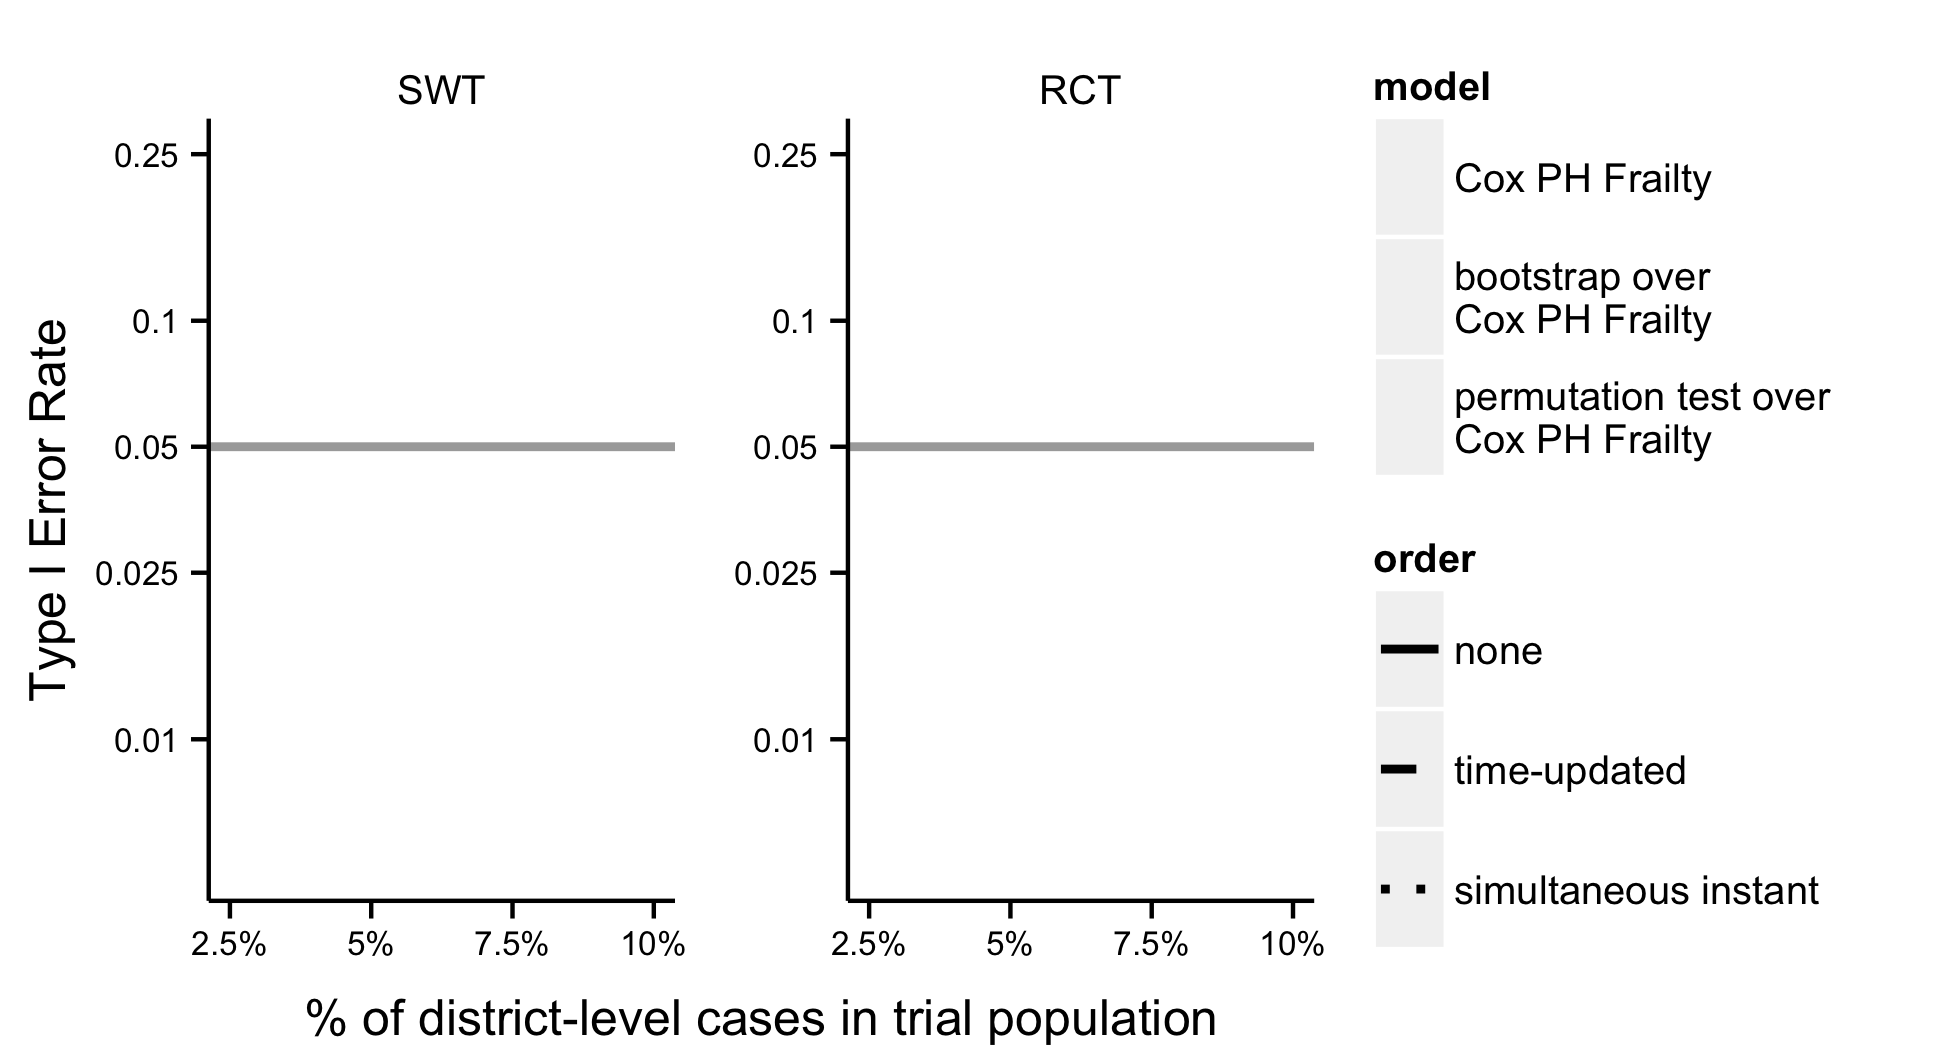 SWT
RCT
Type I Error Rate
0.25
0.1
0.05
0.025
0.01
0.25
0.1
0.05
0.025
0.01
2.5% 5% 7.5% 10%
2.5% 5% 7.5% 10%
% of district-level cases in trial population
model
Cox PH Frailty
bootstrap over
Cox PH Frailty
permutation test over
Cox PH Frailty
order
none
time-updated
simultaneous instant